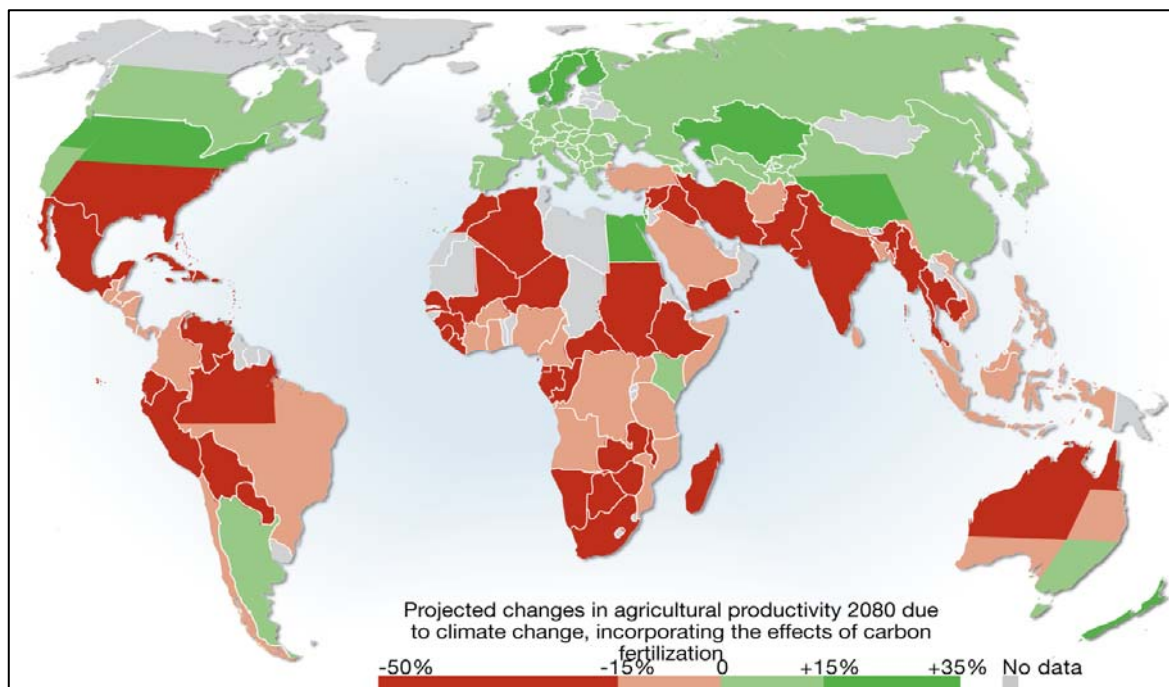 Projected changes in agricultural productivity 2080 due
to climate change, incorporating the effects of carbon
fertilization
-50% -15% 0 +15% +35% No data